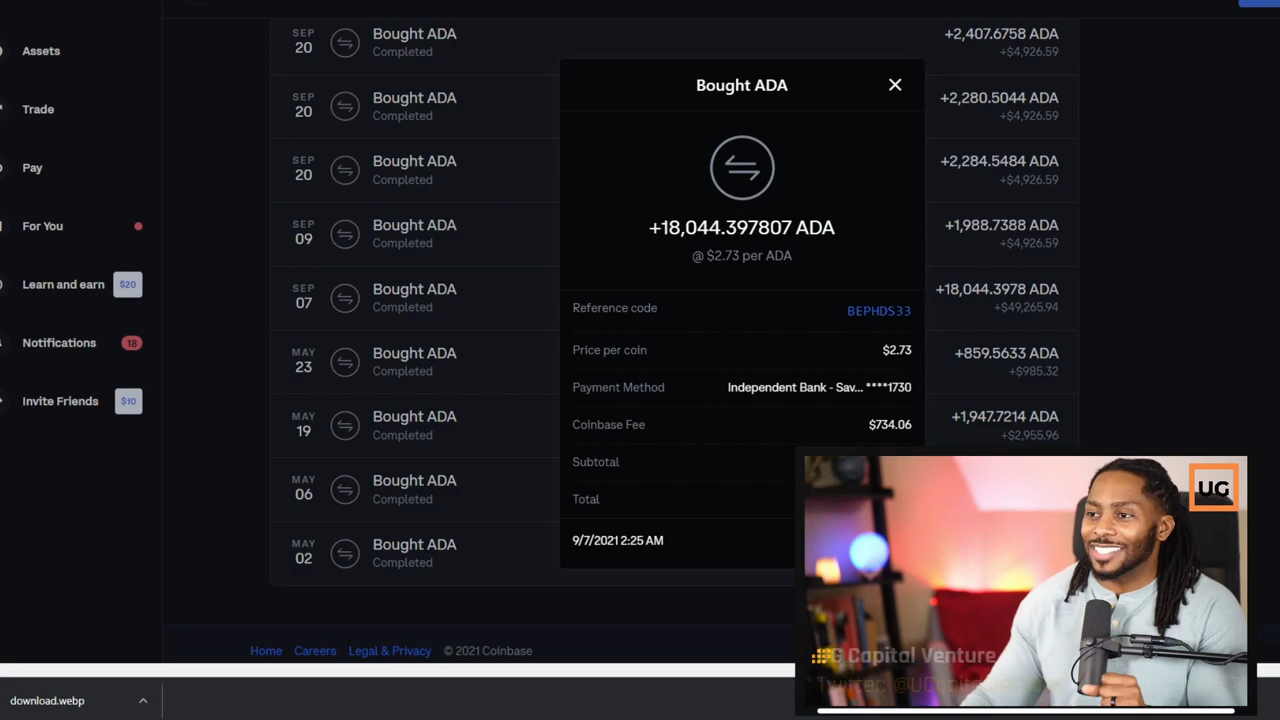 Assets
Trade
Pay
For You
Learn and earn
$20
Notifications
18
Invite Friends
$10
SEP
20
Bought ADA
Completed
+2,407.6758 ADA
+$4,926.59
SEP
20
Bought ADA
Completed
+2,280.5044 ADA
+$4,926.59
SEP
20
Bought ADA
Completed
+2,284.5484 ADA
+$4,926.59
SEP
09
Bought ADA
Completed
+1,988.7388 ADA
+$4,926.59
SEP
07
Bought ADA
Completed
+18,044.3978 ADA
+$49,265.94
MAY
23
Bought ADA
Completed
+859.5633 ADA
+$985.32
MAY
19
Bought ADA
Completed
+1,947.7214 ADA
+$2,955.96
MAY
06
Bought ADA
Completed
MAY
02
Bought ADA
Completed
Bought ADA
+18,044.397807 ADA
@ $2.73 per ADA
Reference code
BEPHDS33
Price per coin
$2.73
Payment Method
Independent Bank - Sav... ****1730
Coinbase Fee
$734.06
Subtotal
Total
9/7/2021 2:25 AM
UG
G Capital Venture
Twitter:
Home
Careers
Legal & Privacy
© 2021 Coinbase
download.webp